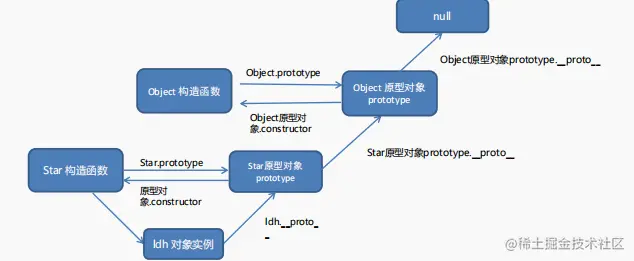 null
Object原型对象prototype.__proto__
Object.prototype
Object 构造函数
Object 原型对象
prototype
Object原型对
象.constructor
Star原型对象prototype.__proto__
Star.prototype
Star 构造函数
Star原型对象
prototype
原型对
象.constructor
ldh.__proto_
_
ldh 对象实例
@稀土掘金技术社区